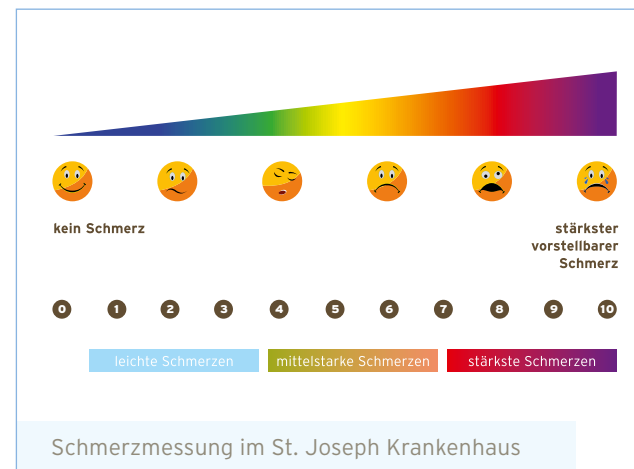 kein Schmerz
stärkster
vorstellbarer
Schmerz
0 1 2 3 4 5 6 7 8 9 10
leichte Schmerzen mittelstarke Schmerzen stärkste Schmerzen
Schmerzmessung im St. Joseph Krankenhaus